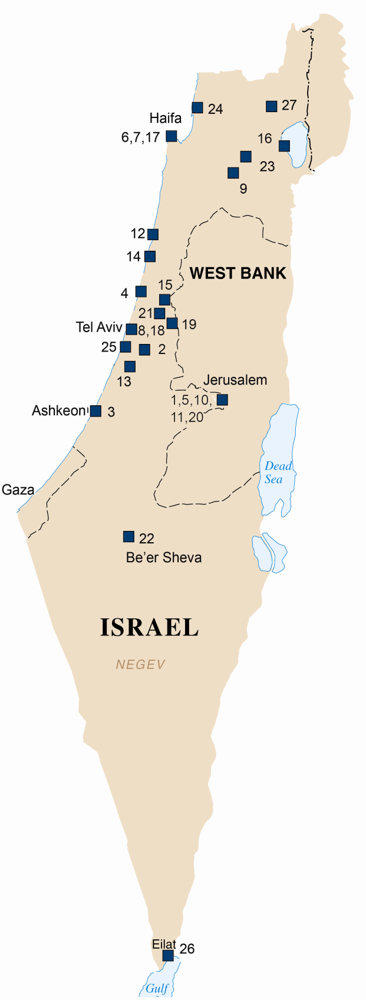 24
27
Haifa
6,7,17
16
23
9
12
14
WEST BANK
15
4
21
19
Tel Aviv
8,18
25
2
13
Jerusalem
1,5,10,
11,20
Ashkeon
3
Dead
Sea
Gaza
22
Be’er Sheva
ISRAEL
NEGEV
Eilat
26
Gulf